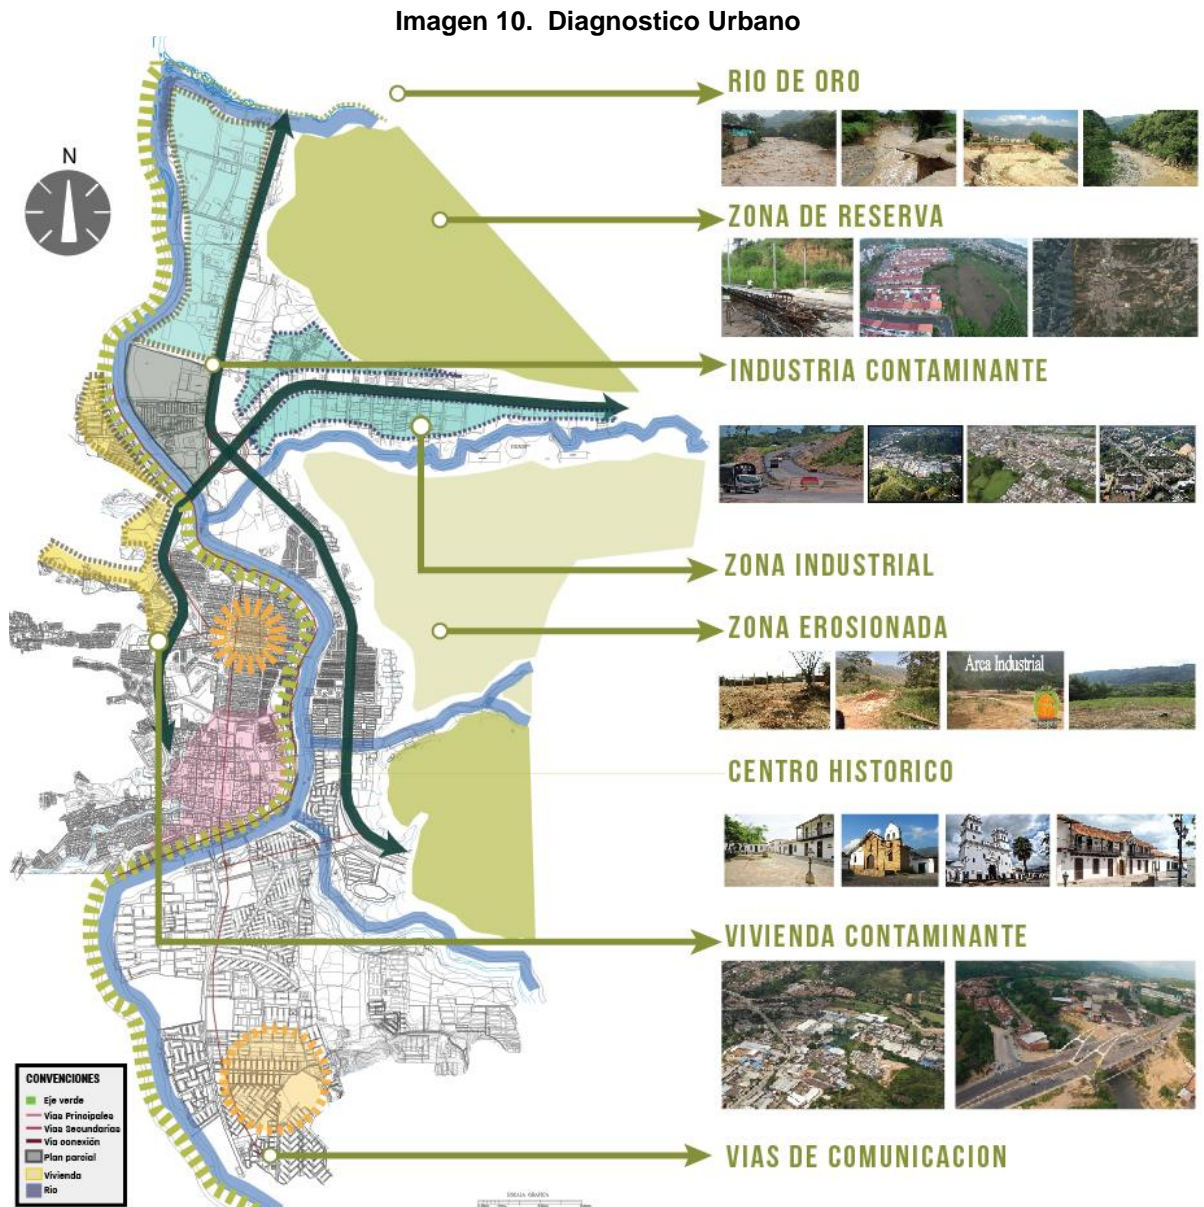 Imagen 10. Diagnostico Urbano
RIO DE ORO
N
ZONA DE RESERVA
INDUSTRIA CONTAMINANTE
ZONA INDUSTRIAL
ZONA EROSIONADA
Area Industrial
CENTRO HISTORICO
VIVIENDA CONTAMINANTE
VIAS DE COMUNICACION
CONVENCIONES
Eje verde
Vias Principales
Vias Secundarias
Via conexión
Plan parcial
Vivienda
Rio
ESCALA GRAFICA